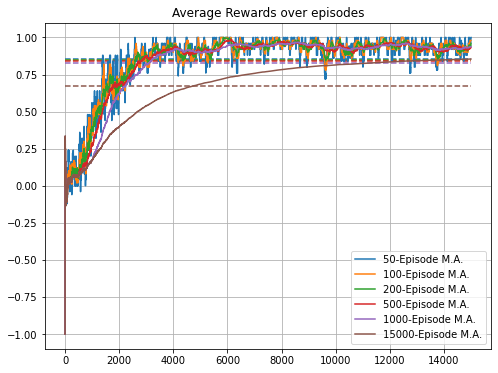 Average Rewards over episodes
1.00
0.75
0.50
0.25
0.00
−0.25
−0.50
−0.75
−1.00
0 2000 4000 6000 8000 10000 12000 14000
50-Episode M.A.
100-Episode M.A.
200-Episode M.A.
500-Episode M.A.
1000-Episode M.A.
15000-Episode M.A.